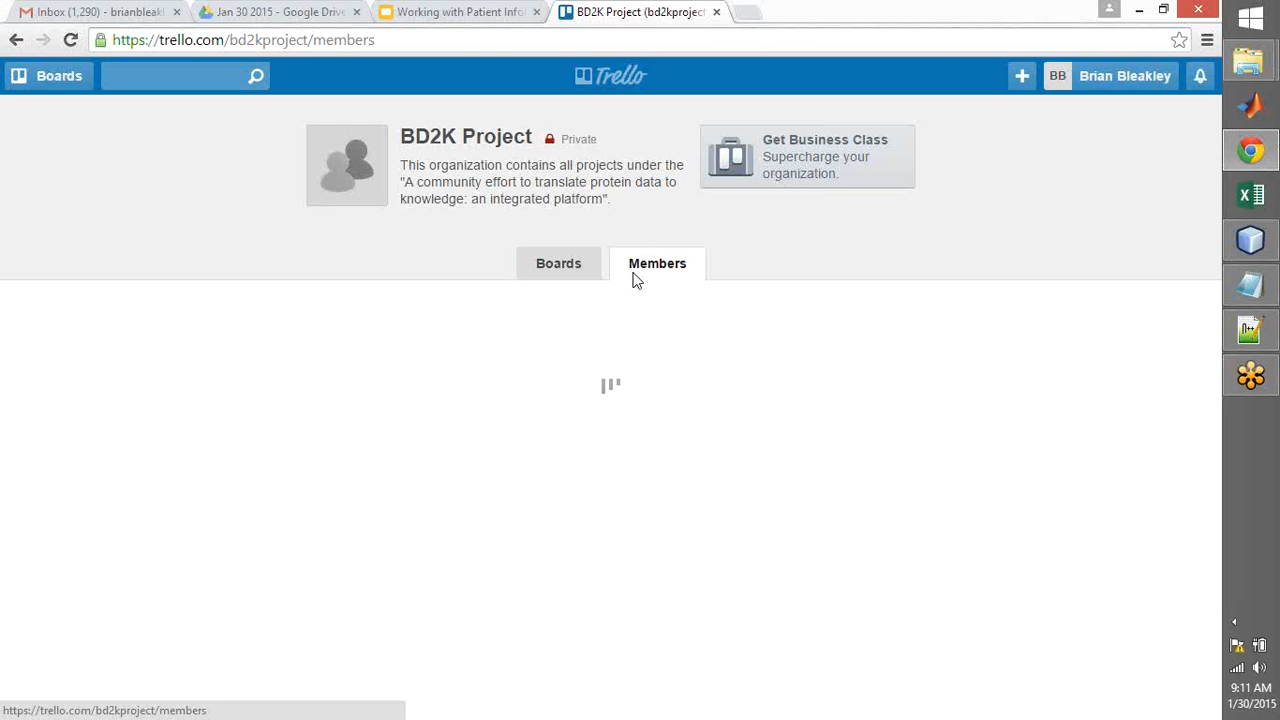 Inbox (1,290) - brianbleakl
Jan 30 2015 - Google Drive
Working with Patient Info
BD2K Project (bd2kproject
https://trello.com/bd2kproject/members
Boards
Trello
BB Brian Bleakley
BD2K Project Private
This organization contains all projects under the
"A community effort to translate protein data to
knowledge: an integrated platform".
Get Business Class
Supercharge your
organization.
Boards
Members
https://trello.com/bd2kproject/members
9:11 AM
1/30/2015